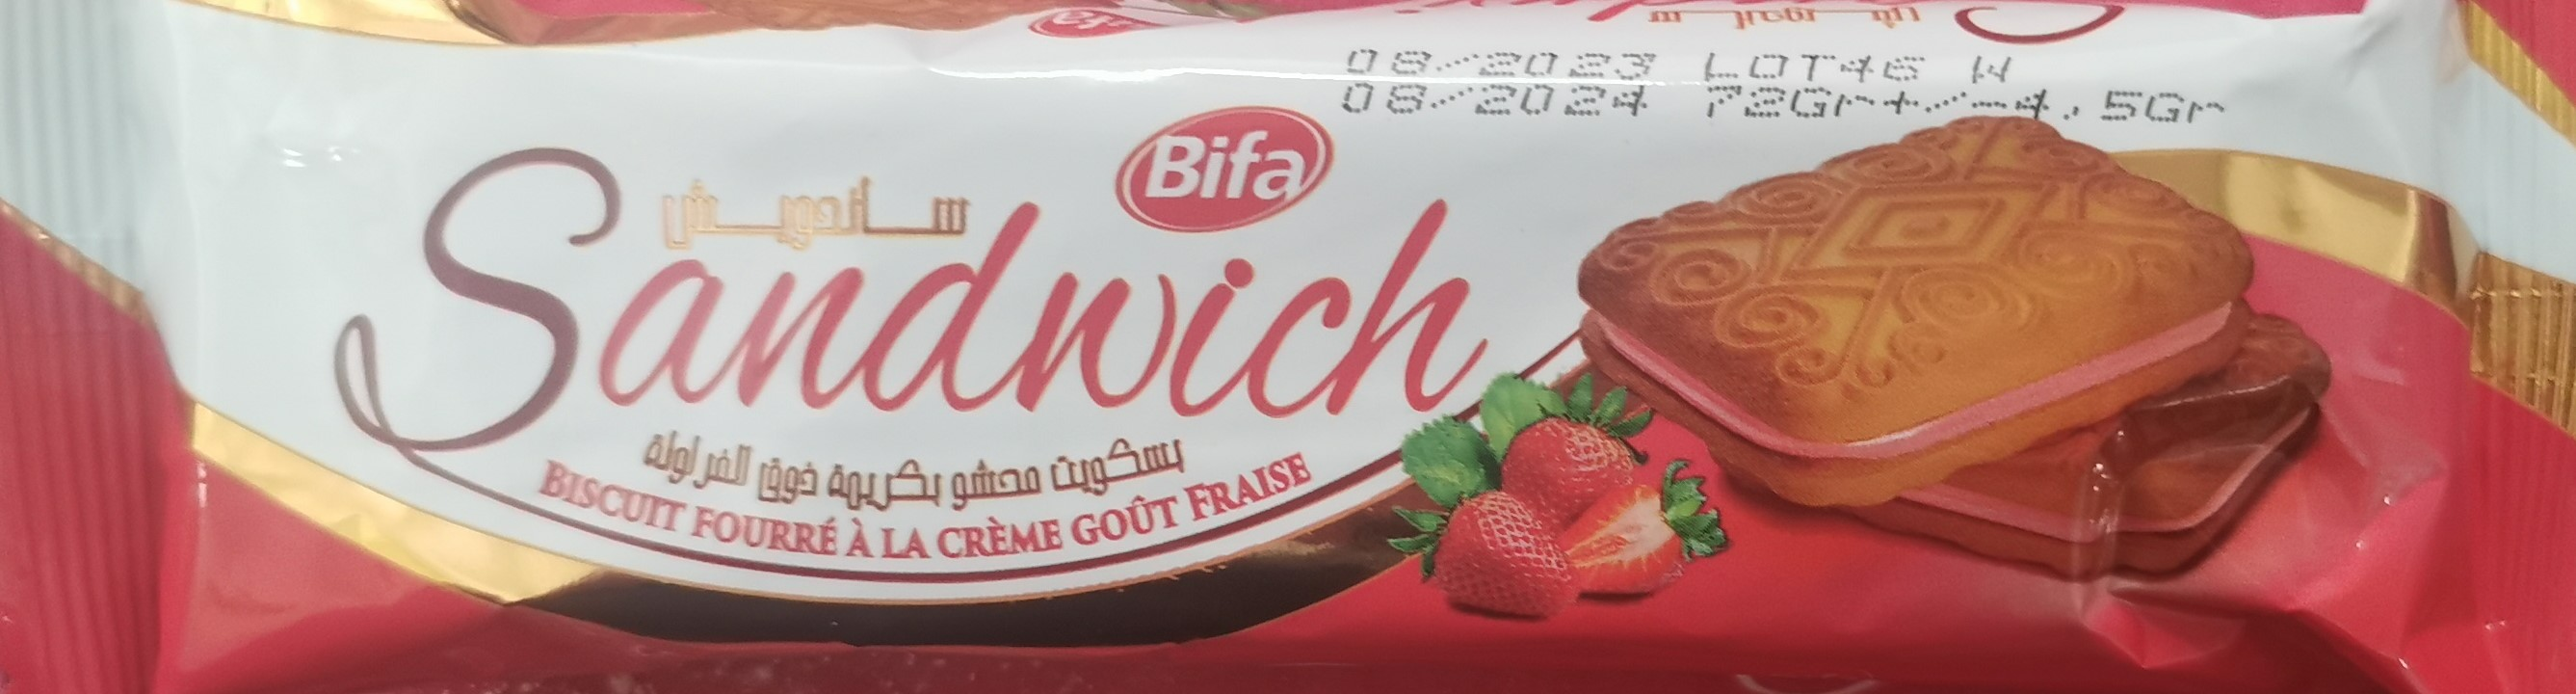 08/2023 LOT46 W
08/2024 72Gr+/-4.5Gr
Bifa
ساندويش
Sandwich
بسكويت محشو بكريمة ذوق الفراولة
BISCUIT FOURRÉ À LA CRÈME GOÛT FRAISE